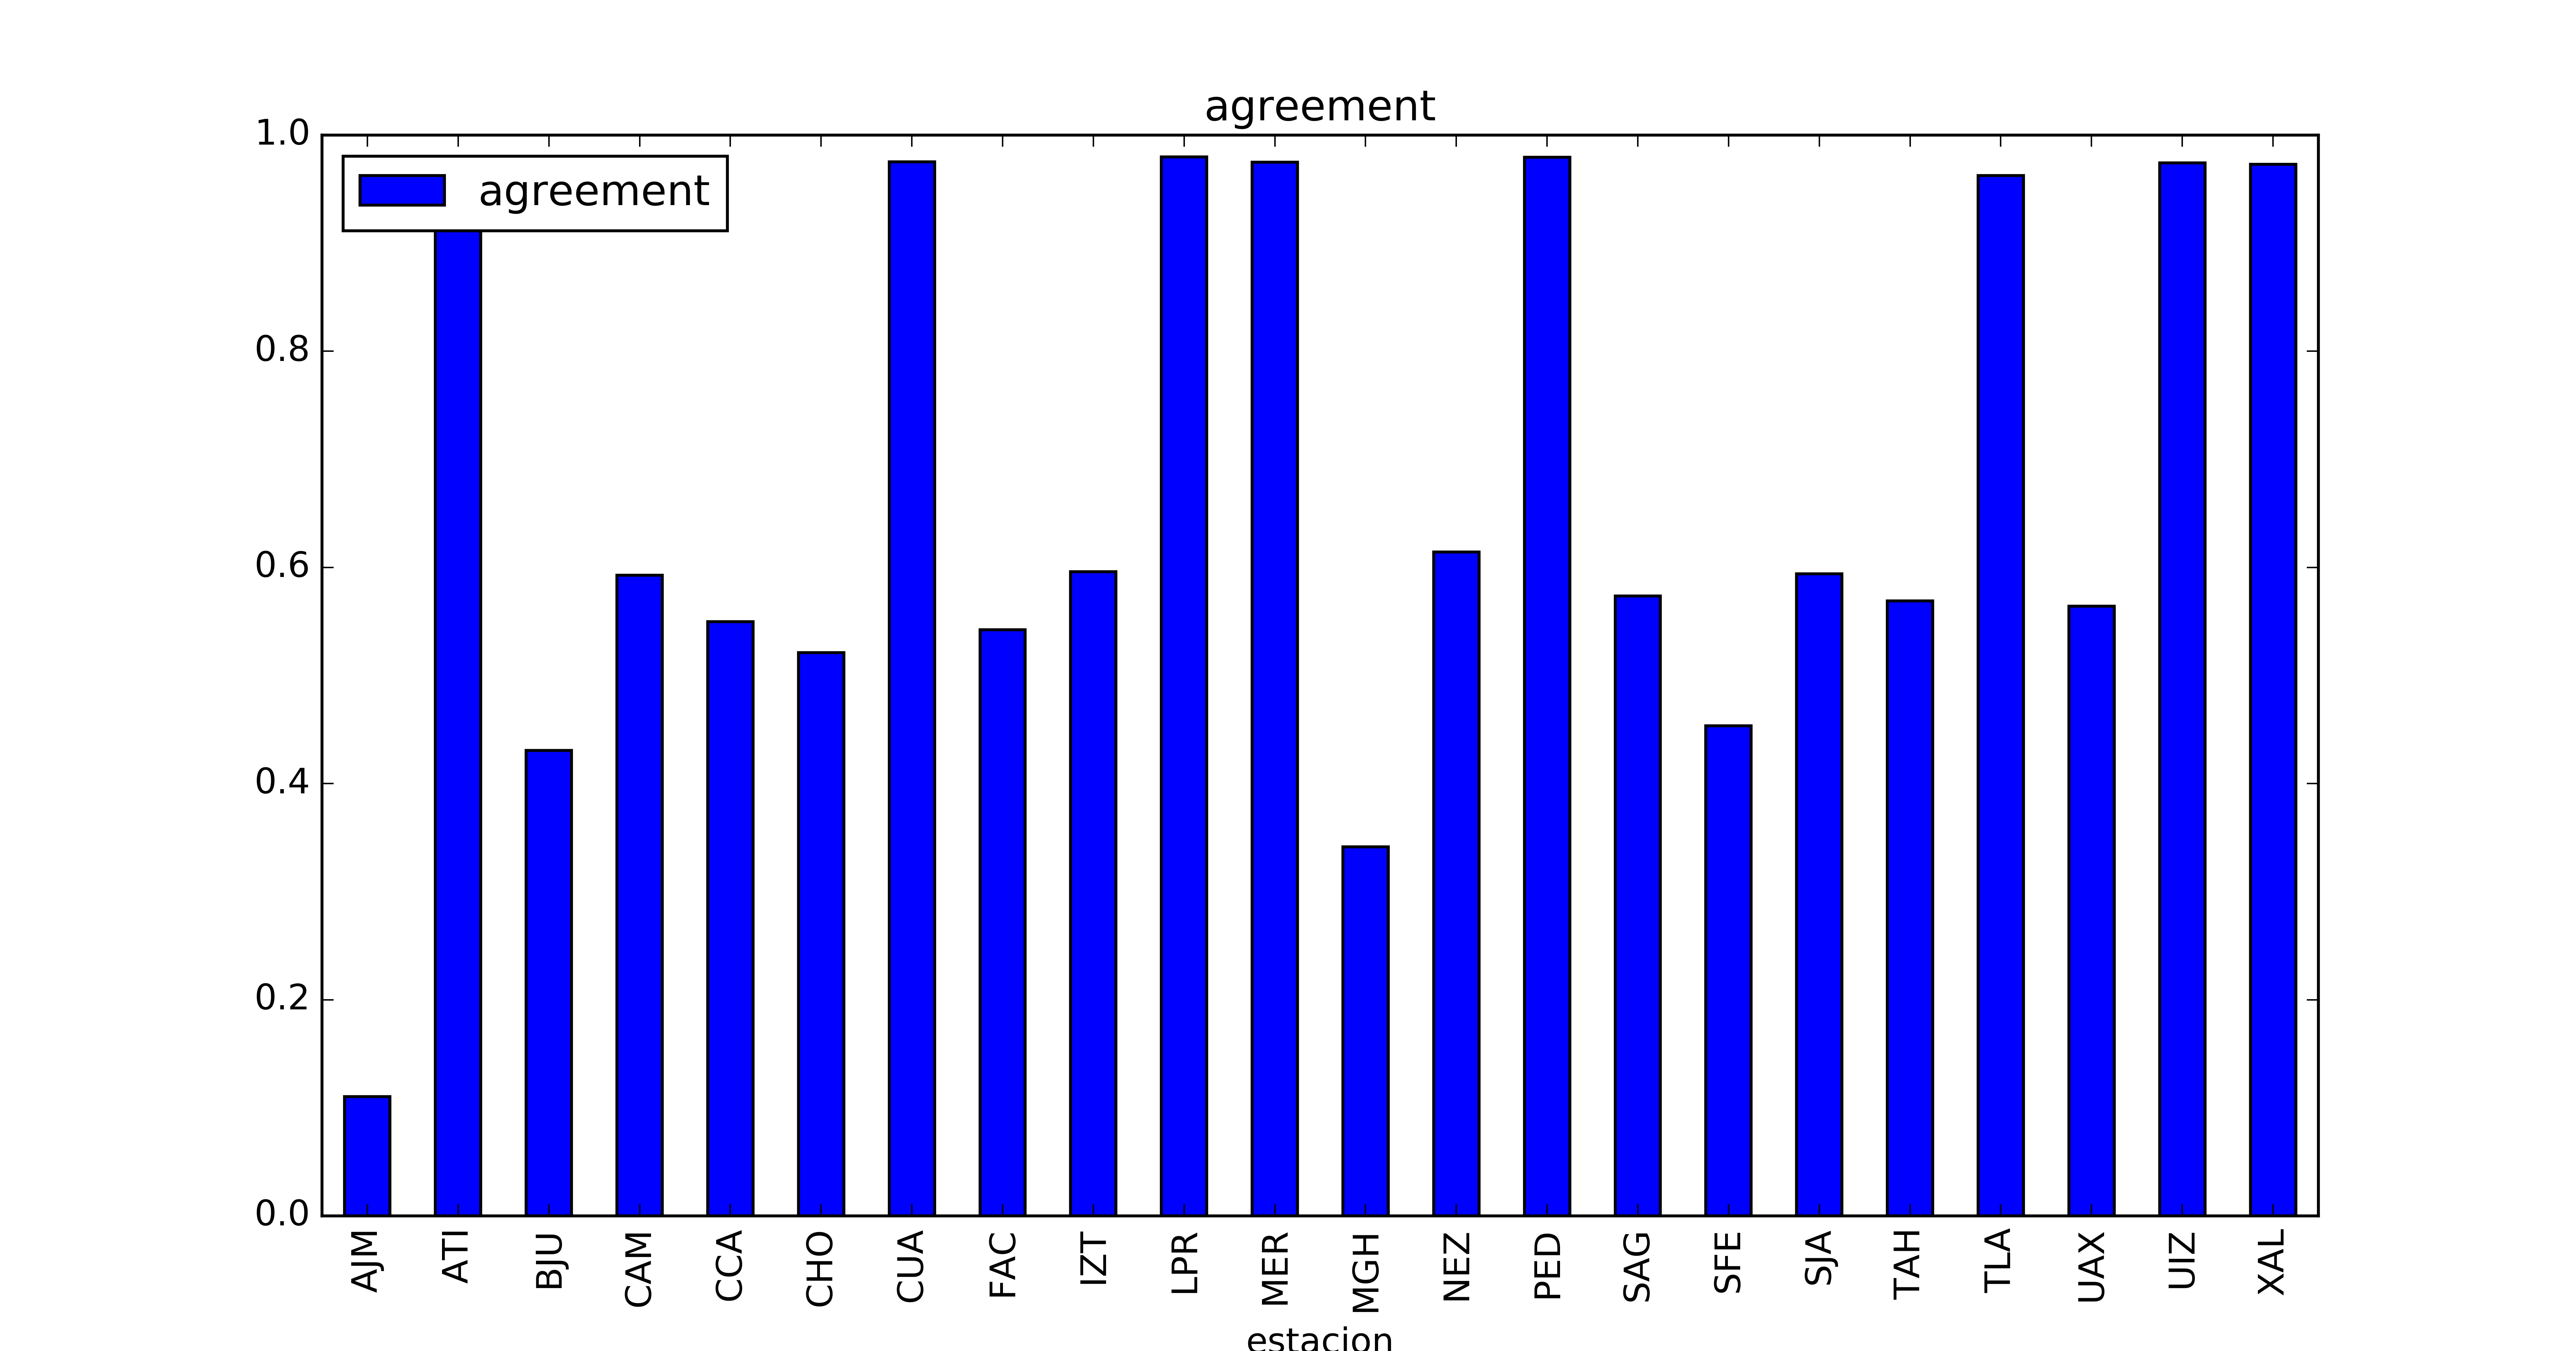 agreement
agreement
1.0
0.8
0.6
0.4
0.2
0.0
AJM
ATI
BJU
CAM
CCA
CHO
CUA
FAC
IZT
LPR
MER
MGH
NEZ
PED
SAG
SFE
SJA
TAH
TLA
UAX
UIZ
XAL
estacion